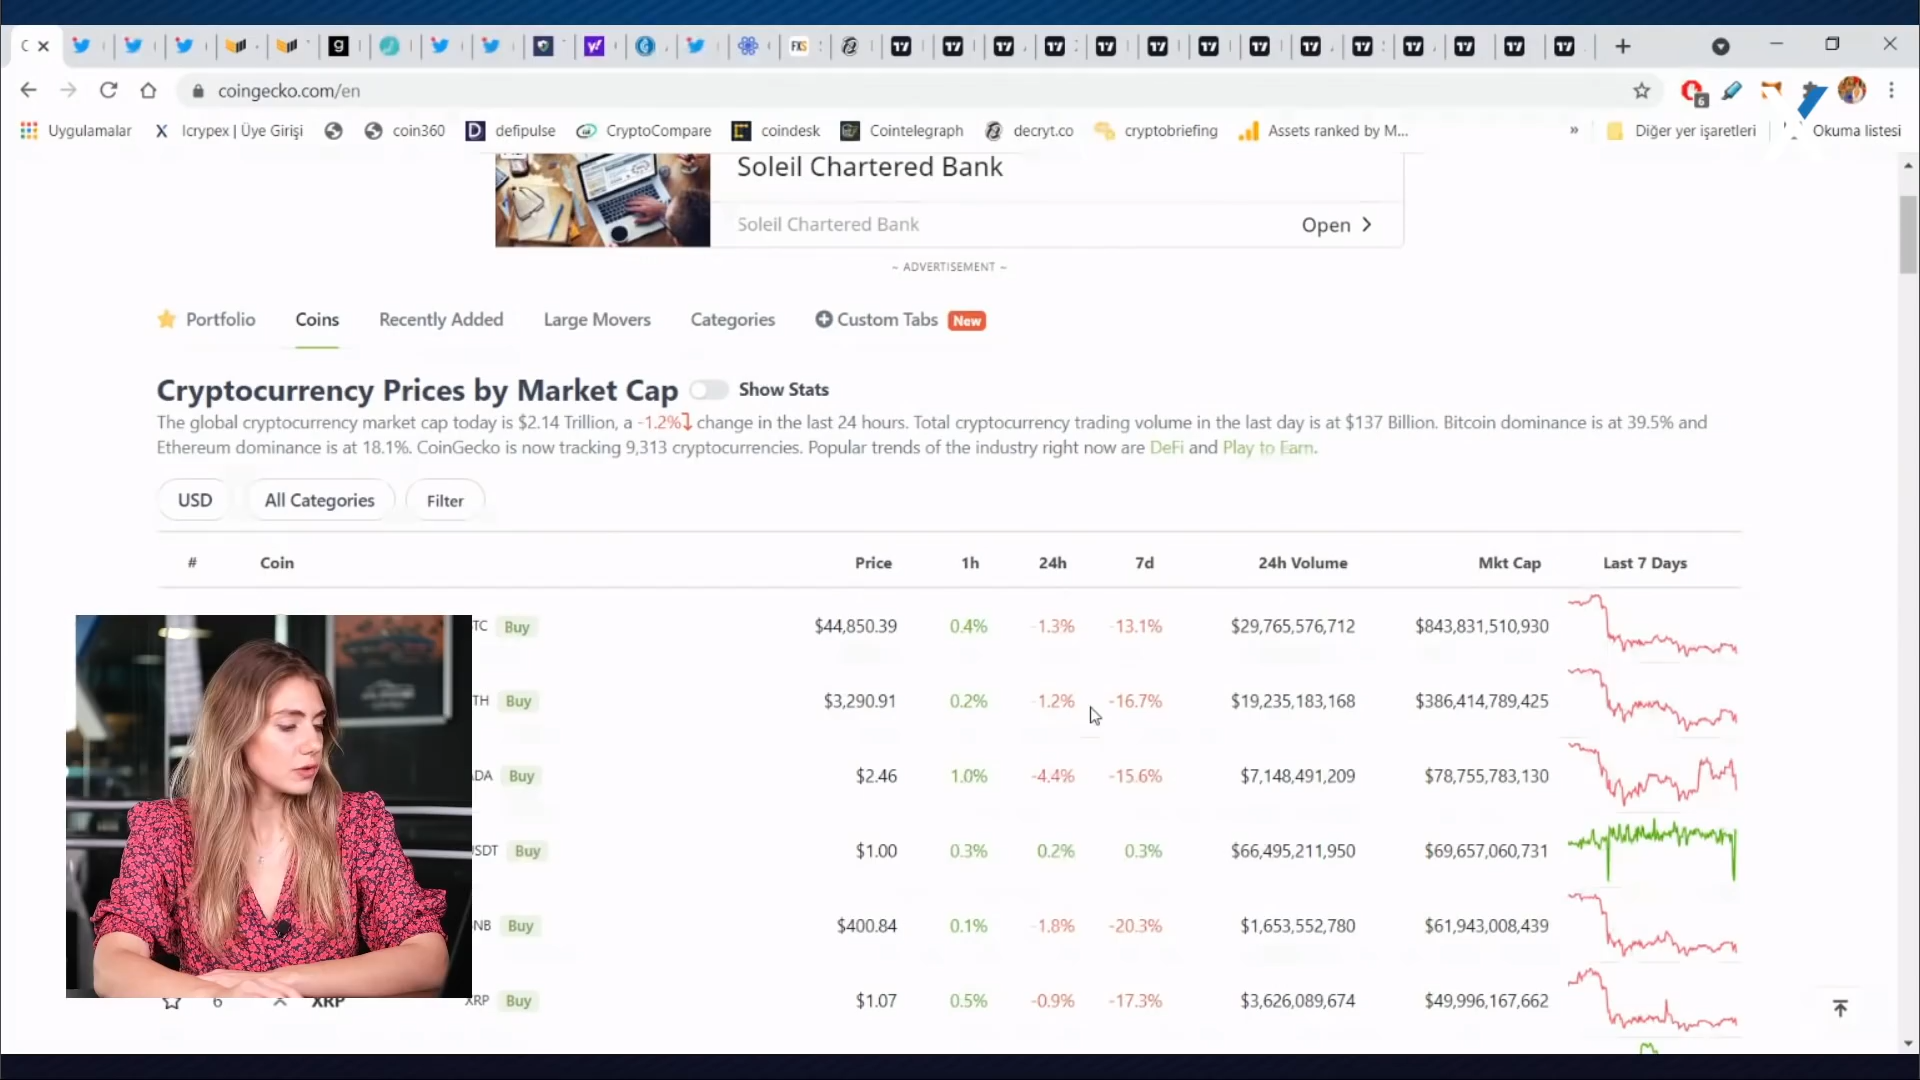 coingecko.com/en
Uygulamalar Icrypex | Üye Girişi coin360 defipulse CryptoCompare coindesk Cointelegraph decryt.co cryptobriefing Assets ranked by M... » Diğer yer işaretleri Okuma listesi
Soleil Chartered Bank
Soleil Chartered Bank Open
~ ADVERTISEMENT ~
Portfolio Coins Recently Added Large Movers Categories Custom Tabs New
Cryptocurrency Prices by Market Cap Show Stats
The global cryptocurrency market cap today is $2.14 Trillion, a -1.2% change in the last 24 hours. Total cryptocurrency trading volume in the last day is at $137 Billion. Bitcoin dominance is at 39.5% and
Ethereum dominance is at 18.1%. CoinGecko is now tracking 9,313 cryptocurrencies. Popular trends of the industry right now are DeFi and Play to Earn.
USD All Categories Filter
# Coin Price 1h 24h 7d 24h Volume Mkt Cap Last 7 Days
TC Buy $44,850.39 0.4% -1.3% -13.1% $29,765,576,712 $843,831,510,930
TH Buy $3,290.91 0.2% -1.2% -16.7% $19,235,183,168 $386,414,789,425
DA Buy $2.46 1.0% -4.4% -15.6% $7,148,491,209 $78,755,783,130
SDT Buy $1.00 0.3% 0.2% 0.3% $66,495,211,950 $69,657,060,731
NB Buy $400.84 0.1% -1.8% -20.3% $1,653,552,780 $61,943,008,439
6 XRP XRP Buy $1.07 0.5% -0.9% -17.3% $3,626,089,674 $49,996,167,662